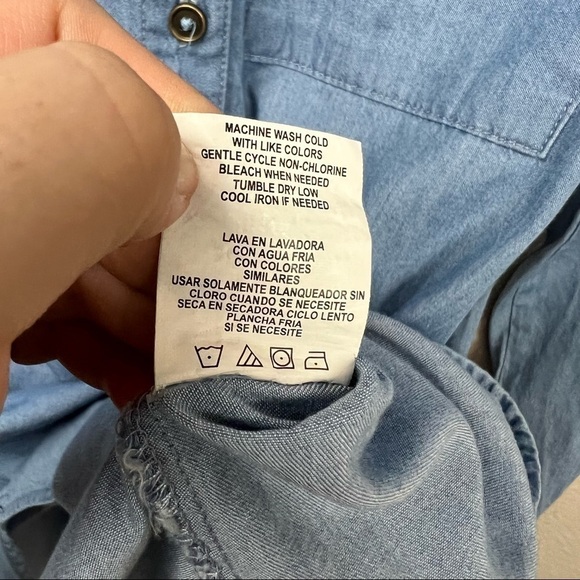 MACHINE WASH COLD
WITH LIKE COLORS
GENTLE CYCLE NON-CHLORINE
BLEACH WHEN NEEDED
TUMBLE DRY LOW
COOL IRON IF NEEDED
LAVA EN LAVADORA
CON AGUA FRIA
CON COLORES
SIMILARES
USAR SOLAMENTE BLANQUEADOR SIN
CLORO CUANDO SE NECESITE
SECA EN SECADORA CICLO LENTO
PLANCHA FRIA
SI SE NECESITE